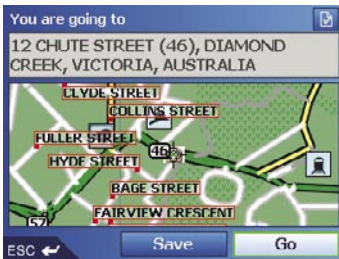 You are going to
12 CHUTE STREET (46), DIAMOND
CREEK, VICTORIA, AUSTRALIA
CLYDE STREET
COLLINS STREET
FULLER STREET
46
HYDE STREET
BAGE STREET
FAIRVIEW CRESCENT
57
ESC
Save
Go